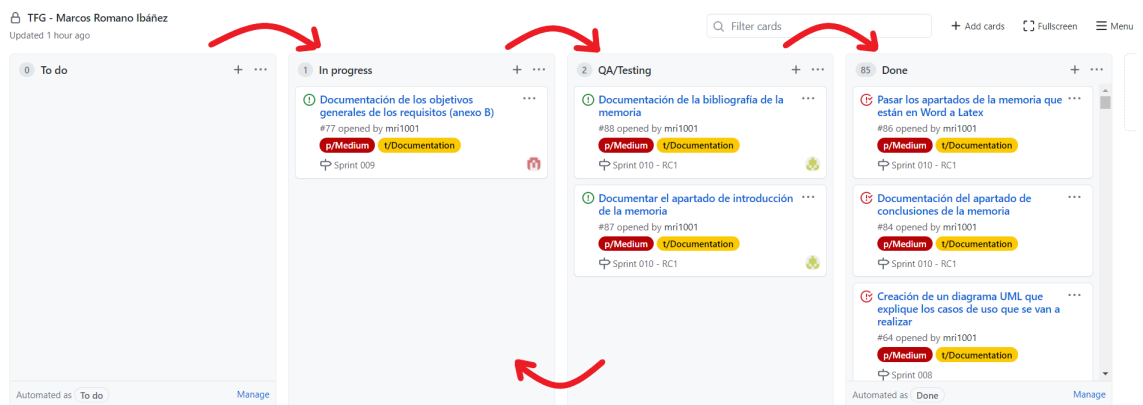 TFG - Marcos Romano Ibáñez
Updated 1 hour ago
Filter cards
Add cards
Fullscreen
Menu
0 To do
Automated as To do
Manage
1 In progress
Documentación de los objetivos
generales de los requisitos (anexo B)
#77 opened by mri1001
p/Medium t/Documentation
Sprint 009
2 QA/Testing
Documentación de la bibliografía de la
memoria
#88 opened by mri1001
p/Medium t/Documentation
Sprint 010 - RC1
Documentar el apartado de introducción
de la memoria
#87 opened by mri1001
p/Medium t/Documentation
Sprint 010 - RC1
85 Done
Pasar los apartados de la memoria que
están en Word a Latex
#86 opened by mri1001
p/Medium t/Documentation
Sprint 010 - RC1
Documentación del apartado de
conclusiones de la memoria
#84 opened by mri1001
p/Medium t/Documentation
Sprint 010 - RC1
Creación de un diagrama UML que
explique los casos de uso que se van a
realizar
#64 opened by mri1001
p/Medium t/Documentation
Sprint 008
Automated as Done
Manage